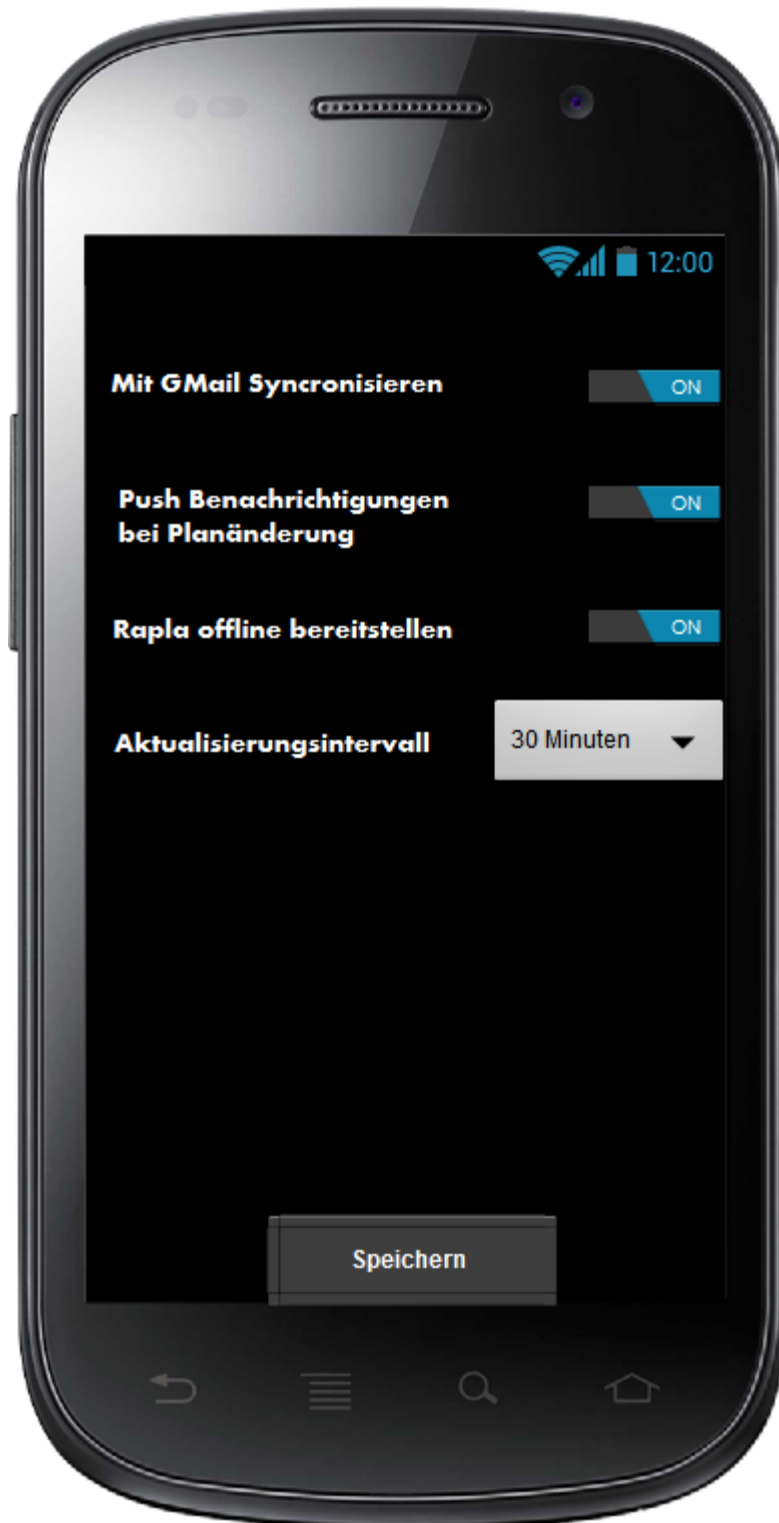 12:00
Mit GMail Syncronisieren
ON
Push Benachrichtigungen
bei Planänderung
ON
Rapla offline bereitstellen
ON
Aktualisierungsintervall
30 Minuten
Speichern